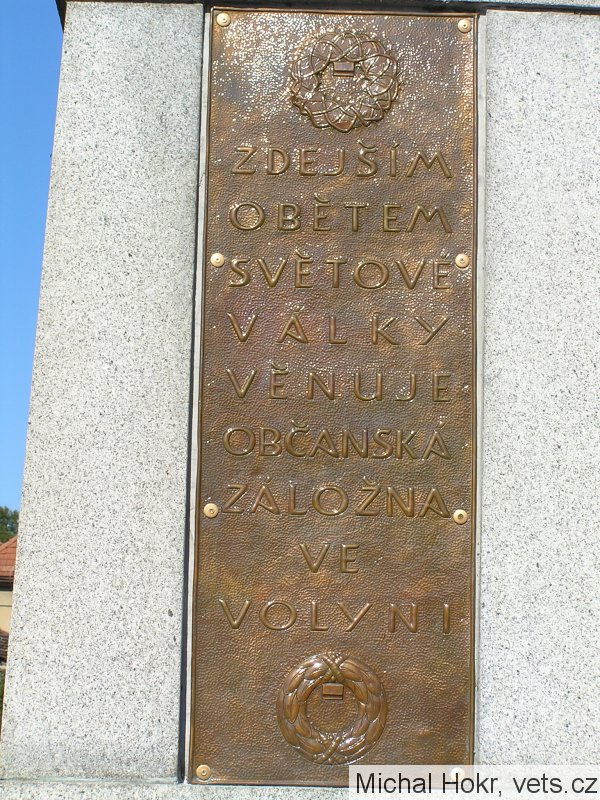 ZDEJŠÍM
OBĚTEM
SVĚTOVÉ
VÁLKY
VĚNUJE
OBČANSKÁ
ZÁLOŽNA
VE
VOLYNI
Michal Hokr, vets.cz